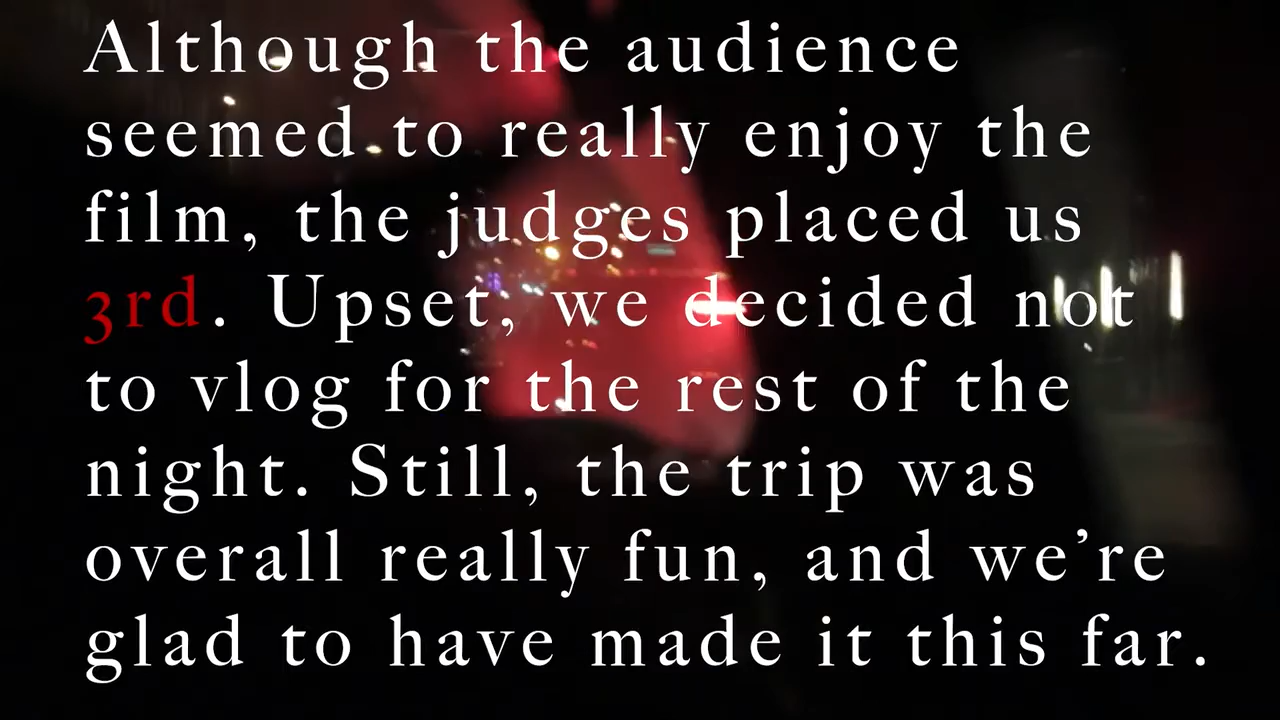 Although the audience
seemed to really enjoy the
film, the judges placed us
3rd. Upset, we decided not
to vlog for the rest of the
night. Still, the trip was
overall really fun, and we’re
glad to have made it this far.